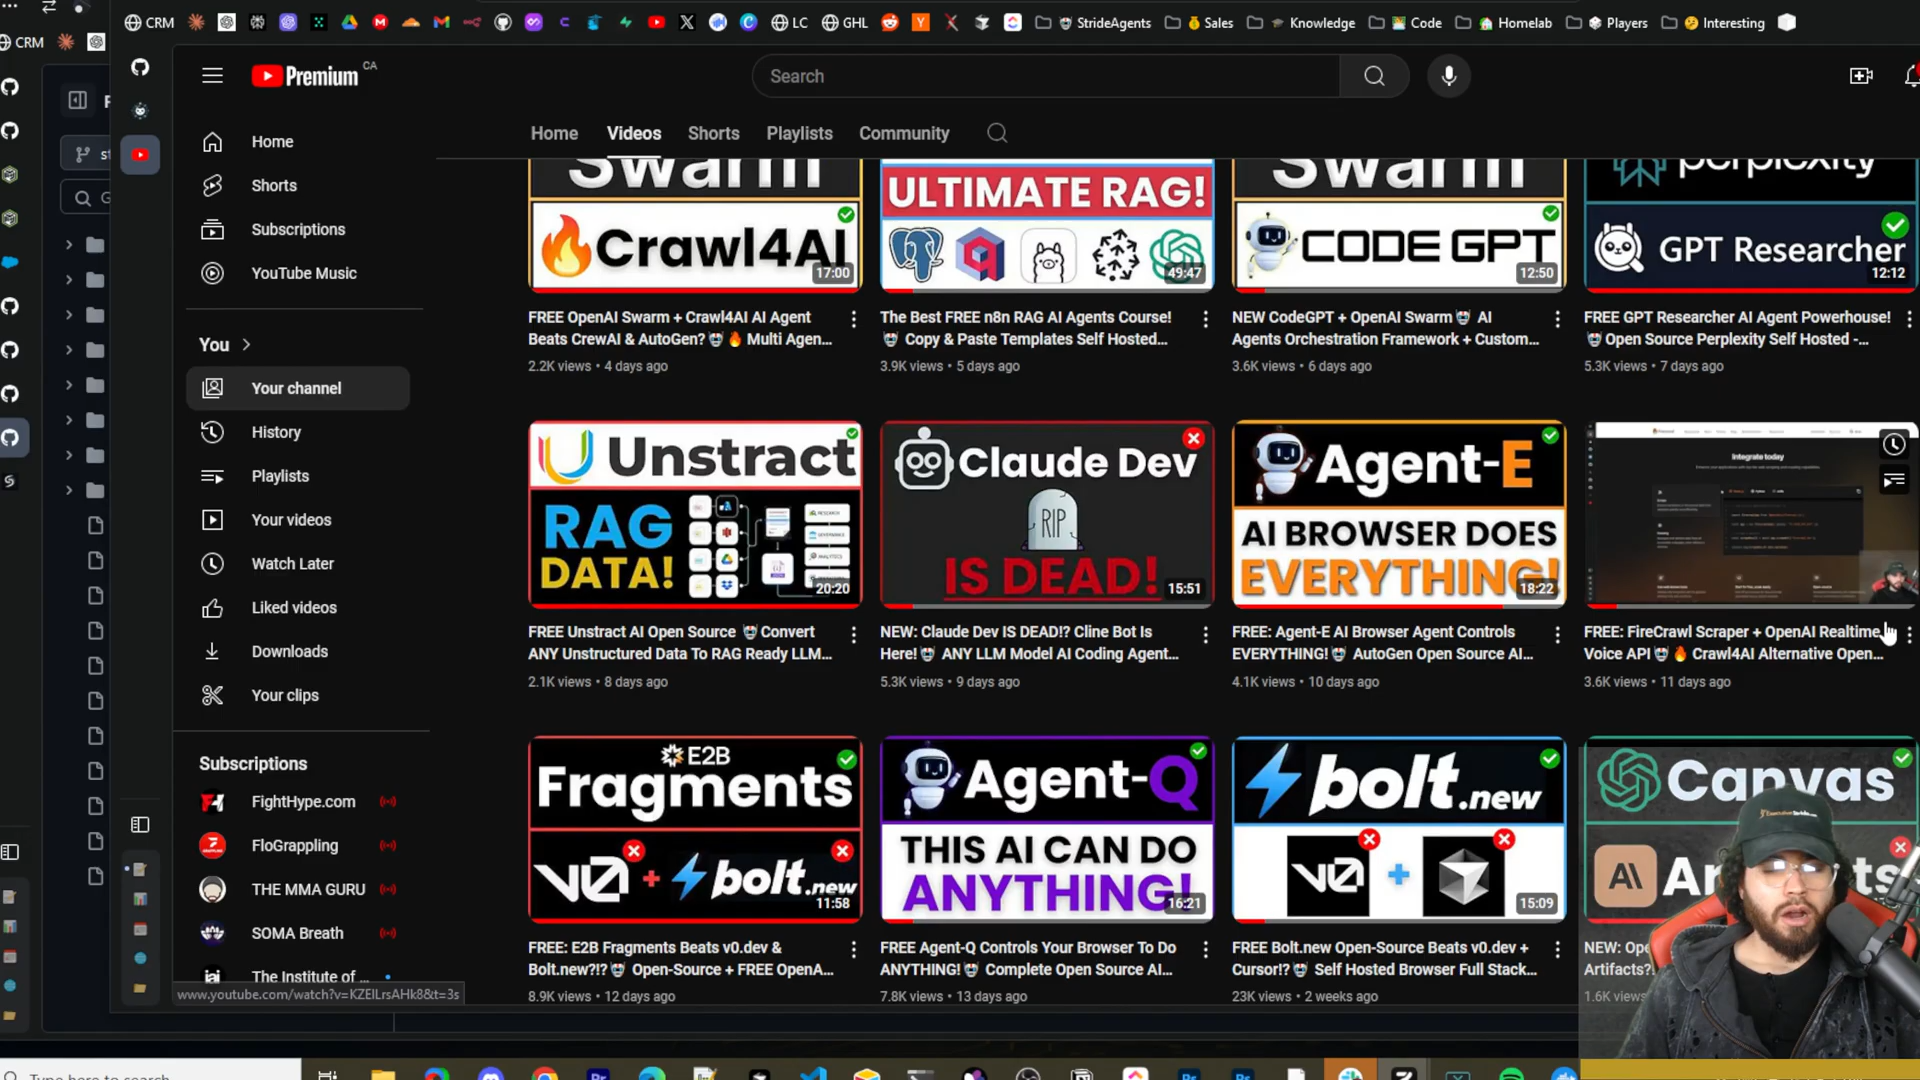 CRM
LC
GHL
StrideAgents
Sales
Knowledge
Code
Homelab
Players
Interesting
CRM
Premium CA
Search
Home
Videos
Shorts
Playlists
Community
Home
Shorts
Subscriptions
YouTube Music
You
Your channel
History
Playlists
Your videos
Watch Later
Liked videos
Downloads
Your clips
Subscriptions
FightHype.com
FloGrappling
THE MMA GURU
SOMA Breath
The Institute of ...
www.youtube.com/watch?v=KZEILrsAHk8&t=3s
Swarm
Crawl4AI
17:00
FREE OpenAI Swarm + Crawl4AI AI Agent
Beats CrewAI & AutoGen? 🤖🔥 Multi Agen...
2.2K views • 4 days ago
ULTIMATE RAG!
49:47
The Best FREE n8n RAG AI Agents Course!
🤖 Copy & Paste Templates Self Hosted...
3.9K views • 5 days ago
Swarm
CODE GPT
12:50
NEW CodeGPT + OpenAI Swarm 🤖 AI
Agents Orchestration Framework + Custom...
3.6K views • 6 days ago
perplexity
GPT Researcher
12:12
FREE GPT Researcher AI Agent Powerhouse!
🤖Open Source Perplexity Self Hosted -...
5.3K views • 7 days ago
Unstract
RAG
DATA!
20:20
FREE Unstract AI Open Source 🤖Convert
ANY Unstructured Data To RAG Ready LLM...
2.1K views • 8 days ago
Claude Dev
RIP
IS DEAD!
15:51
NEW: Claude Dev IS DEAD!? Cline Bot Is
Here!🤖 ANY LLM Model AI Coding Agent...
5.3K views • 9 days ago
Agent-E
AI BROWSER DOES
EVERYTHING!
18:22
FREE: Agent-E AI Browser Agent Controls
EVERYTHING!🤖 AutoGen Open Source AI...
4.1K views • 10 days ago
Integrate today
FREE: FireCrawl Scraper + OpenAI Realtime
Voice API🤖🔥 Crawl4AI Alternative Open...
3.6K views • 11 days ago
E2B
Fragments
v0 + bolt.new
11:58
FREE: E2B Fragments Beats v0.dev &
Bolt.new?!?🤖 Open-Source + FREE OpenA...
8.9K views • 12 days ago
Agent-Q
THIS AI CAN DO
ANYTHING!
16:21
FREE Agent-Q Controls Your Browser To Do
ANYTHING!🤖 Complete Open Source AI...
7.8K views • 13 days ago
bolt.new
v0 +
15:09
FREE Bolt.new Open-Source Beats v0.dev +
Cursor!?🤖 Self Hosted Browser Full Stack...
23K views • 2 weeks ago
Canvas
AI
NEW: Ope
Artifacts?
1.6K views
Type here to search